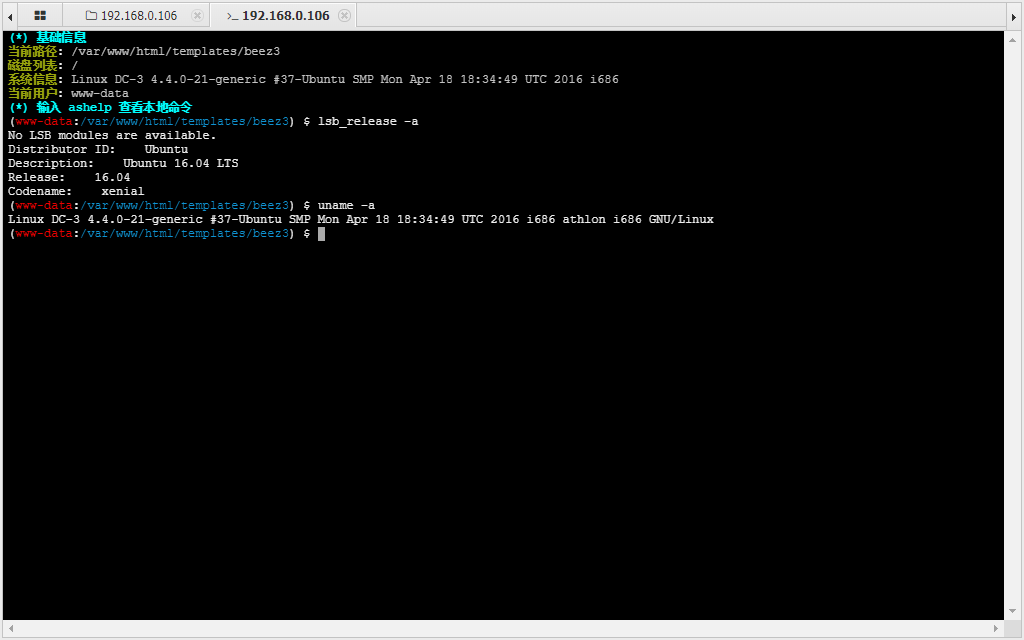 192.168.0.106
>_ 192.168.0.106
(*) 基础信息
当前路径: /var/www/html/templates/beez3
磁盘列表: /
系统信息: Linux DC-3 4.4.0-21-generic #37-Ubuntu SMP Mon Apr 18 18:34:49 UTC 2016 i686
当前用户: www-data
(*) 输入 ashelp 查看本地命令
(www-data:/var/www/html/templates/beez3) $ lsb_release -a
No LSB modules are available.
Distributor ID:    Ubuntu
Description:    Ubuntu 16.04 LTS
Release:    16.04
Codename:    xenial
(www-data:/var/www/html/templates/beez3) $ uname -a
Linux DC-3 4.4.0-21-generic #37-Ubuntu SMP Mon Apr 18 18:34:49 UTC 2016 i686 athlon i686 GNU/Linux
(www-data:/var/www/html/templates/beez3) $